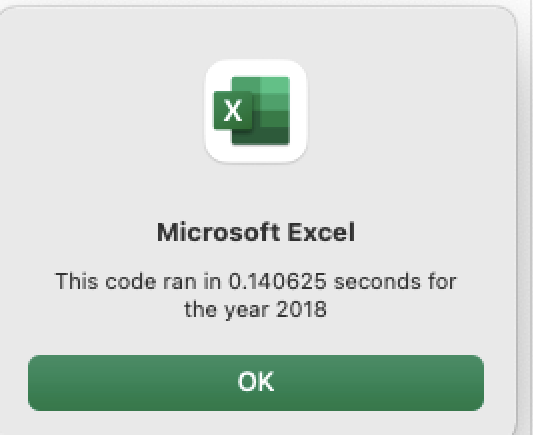 X
Microsoft Excel
This code ran in 0.140625 seconds for
the year 2018
OK